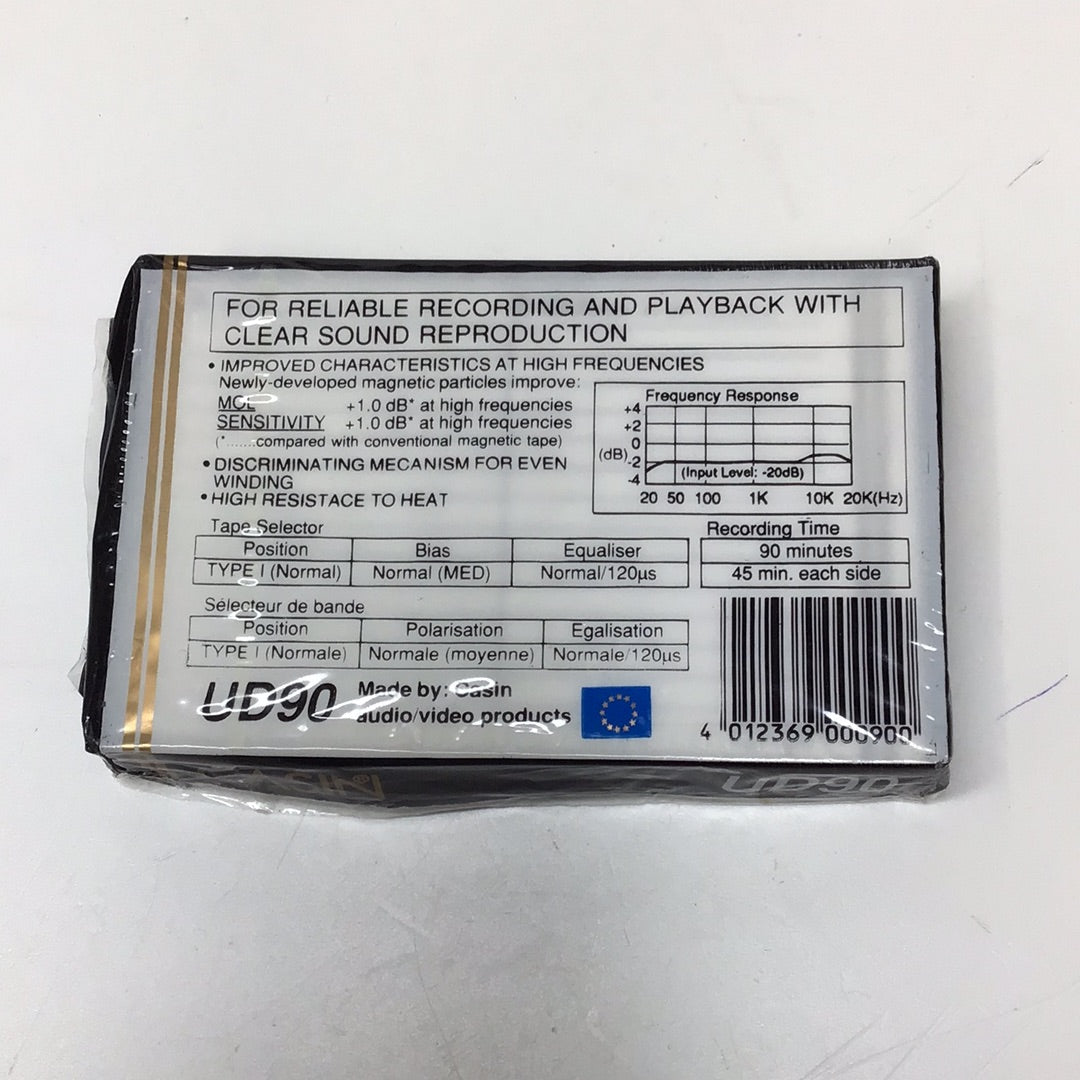 FOR RELIABLE RECORDING AND PLAYBACK WITH
CLEAR SOUND REPRODUCTION
• IMPROVED CHARACTERISTICS AT HIGH FREQUENCIES
Newly-developed magnetic particles improve:
MOL +1.0 dB* at high frequencies
SENSITIVITY +1.0 dB* at high frequencies
(*......compared with conventional magnetic tape)
• DISCRIMINATING MECANISM FOR EVEN
WINDING
• HIGH RESISTACE TO HEAT
Frequency Response
+4
+2
0
(dB)
-2
-4
(Input Level: -20dB)
20 50 100 1K 10K 20K(Hz)
Tape Selector
Position Bias Equaliser
TYPE I (Normal) Normal (MED) Normal/120µs
Recording Time
90 minutes
45 min. each side
Sélecteur de bande
Position Polarisation Egalisation
TYPE I (Normale) Normale (moyenne) Normale/120µs
UD90
Made by: Casin
audio/video products
4 012369 000900
CASIN®
UD90